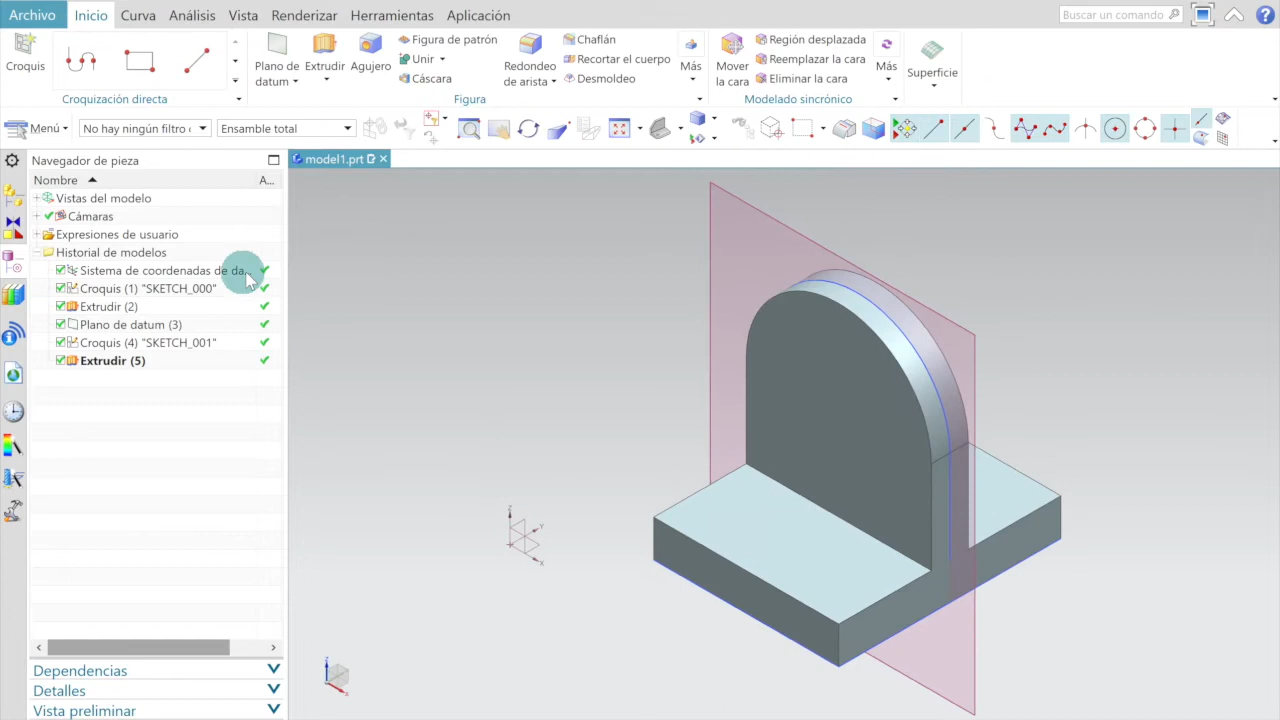 Archivo Inicio Curva Análisis Vista Renderizar Herramientas Aplicación Buscar un comando
Croquis
Croquización directa
Plano de datum
Extrudir
Agujero
Figura de patrón
Unir
Cáscara
Redondeo de arista
Chaflán
Recortar el cuerpo
Desmoldeo
Más
Figura
Mover la cara
Región desplazada
Reemplazar la cara
Eliminar la cara
Más
Modelado sincrónico
Superficie
Menú No hay ningún filtro Ensamble total
Navegador de pieza model1.prt
Nombre A...
Vistas del modelo
Cámaras
Expresiones de usuario
Historial de modelos
Sistema de coordenadas de da...
Croquis (1) "SKETCH_000"
Extrudir (2)
Plano de datum (3)
Croquis (4) "SKETCH_001"
Extrudir (5)
Z
Y
X
Dependencias
Detalles
Vista preliminar
Z
X